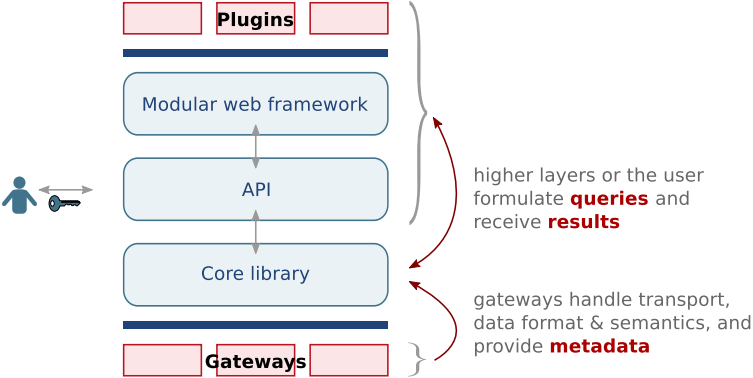 Plugins
Modular web framework
API
Core library
Gateways
higher layers or the user
formulate queries and
receive results
gateways handle transport,
data format & semantics, and
provide metadata